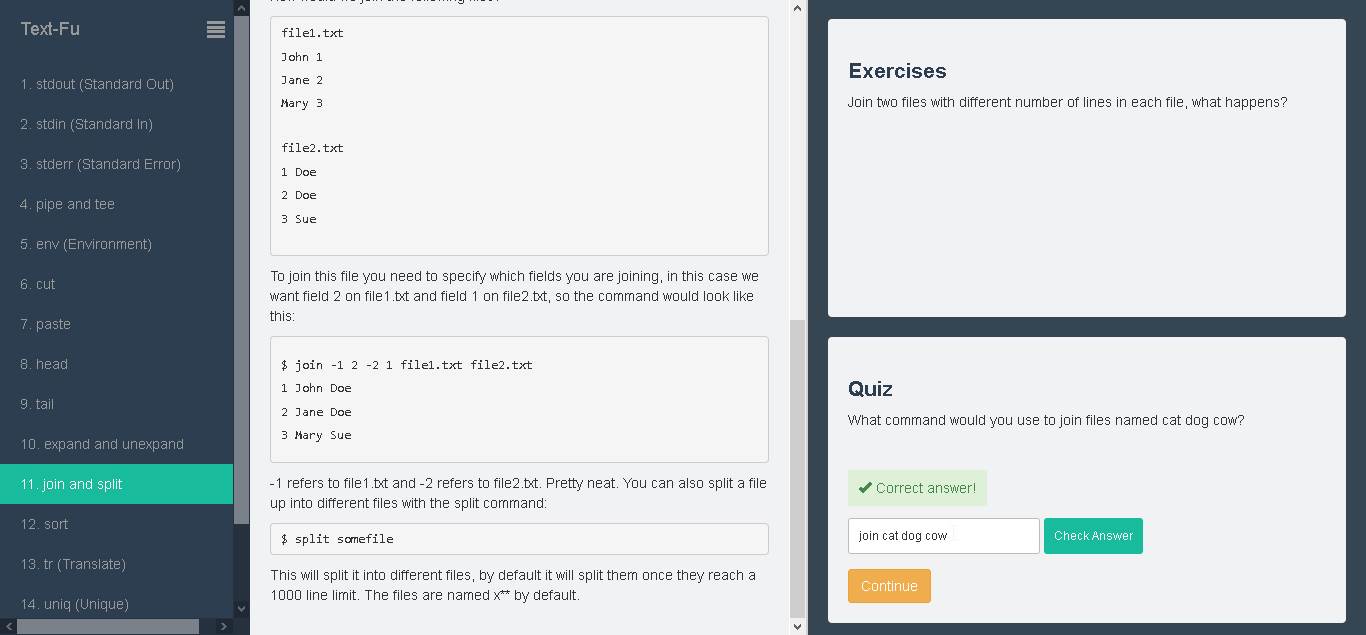 Text-Fu
1. stdout (Standard Out)
2. stdin (Standard In)
3. stderr (Standard Error)
4. pipe and tee
5. env (Environment)
6. cut
7. paste
8. head
9. tail
10. expand and unexpand
11. join and split
12. sort
13. tr (Translate)
14. uniq (Unique)
file1.txt
John 1
Jane 2
Mary 3
file2.txt
1 Doe
2 Doe
3 Sue
To join this file you need to specify which fields you are joining, in this case we
want field 2 on file1.txt and field 1 on file2.txt, so the command would look like
this:
$ join -1 2 -2 1 file1.txt file2.txt
1 John Doe
2 Jane Doe
3 Mary Sue
-1 refers to file1.txt and -2 refers to file2.txt. Pretty neat. You can also split a file
up into different files with the split command:
$ split somefile
This will split it into different files, by default it will split them once they reach a
1000 line limit. The files are named x** by default.
Exercises
Join two files with different number of lines in each file, what happens?
Quiz
What command would you use to join files named cat dog cow?
Correct answer!
join cat dog cow
Check Answer
Continue